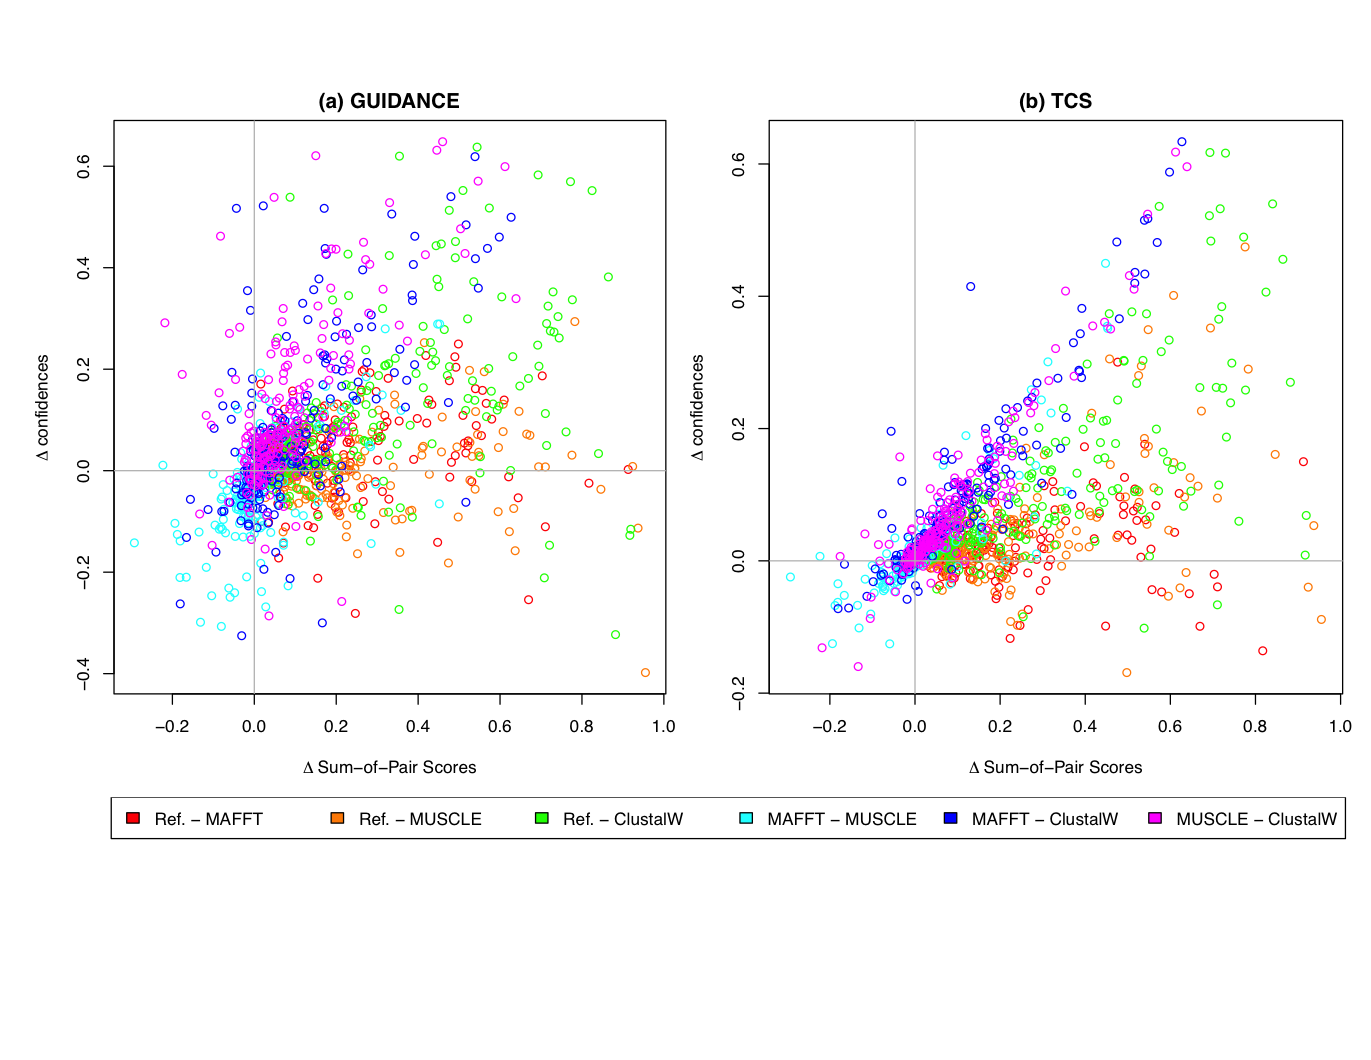 (a) GUIDANCE
(b) TCS
Δ confidences
0.6
0.4
0.2
0.0
−0.2
−0.4
−0.2
0.0
0.2
0.4
0.6
0.8
1.0
Δ Sum−of−Pair Scores
Δ confidences
0.6
0.4
0.2
0.0
−0.2
−0.2
0.0
0.2
0.4
0.6
0.8
1.0
Δ Sum−of−Pair Scores
Ref. − MAFFT
Ref. − MUSCLE
Ref. − ClustalW
MAFFT − MUSCLE
MAFFT − ClustalW
MUSCLE − ClustalW